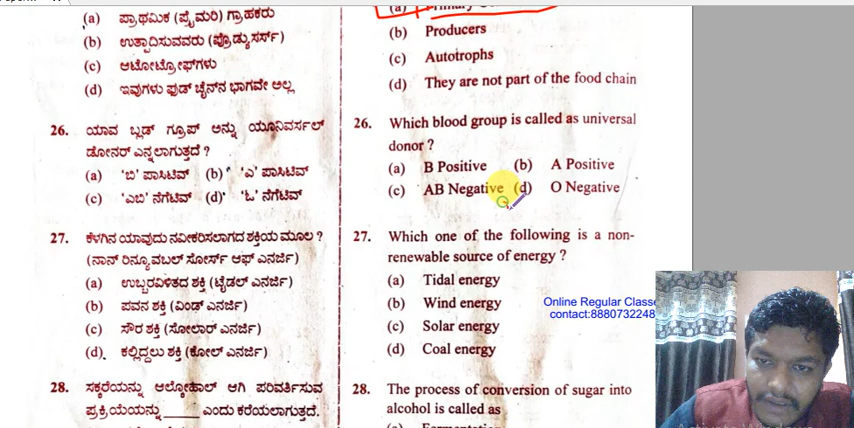 (a) ಪ್ರಾಥಮಿಕ (ಪ್ರೈಮರಿ) ಗ್ರಾಹಕರು
(b) ಉತ್ಪಾದಿಸುವವರು (ಪ್ರೊಡ್ಯುಸರ್ಸ್)
(c) ಆಟೋಟ್ರೋಫ್‌ಗಳು
(d) ಇವುಗಳು ಫುಡ್ ಚೈನ್‌ನ ಭಾಗವೇ ಅಲ್ಲ
26. ಯಾವ ಬ್ಲಡ್ ಗ್ರೂಪ್ ಅನ್ನು ಯೂನಿವರ್ಸಲ್
ಡೋನರ್ ಎನ್ನಲಾಗುತ್ತದೆ ?
(a) 'ಬಿ' ಪಾಸಿಟಿವ್ (b) 'ಎ' ಪಾಸಿಟಿವ್
(c) 'ಎಬಿ' ನೆಗೆಟಿವ್ (d) 'ಓ' ನೆಗೆಟಿವ್
27. ಕೆಳಗಿನ ಯಾವುದು ನವೀಕರಿಸಲಾಗದ ಶಕ್ತಿಯ ಮೂಲ ?
(ನಾನ್ ರಿನ್ಯೂವಬಲ್ ಸೋರ್ಸ್ ಆಫ್ ಎನರ್ಜಿ)
(a) ಉಬ್ಬರವಿಳಿತದ ಶಕ್ತಿ (ಟೈಡಲ್ ಎನರ್ಜಿ)
(b) ಪವನ ಶಕ್ತಿ (ವಿಂಡ್ ಎನರ್ಜಿ)
(c) ಸೌರ ಶಕ್ತಿ (ಸೋಲಾರ್ ಎನರ್ಜಿ)
(d) ಕಲ್ಲಿದ್ದಲು ಶಕ್ತಿ (ಕೋಲ್ ಎನರ್ಜಿ)
28. ಸಕ್ಕರೆಯನ್ನು ಆಲ್ಕೋಹಾಲ್ ಆಗಿ ಪರಿವರ್ತಿಸುವ
ಪ್ರಕ್ರಿಯೆಯನ್ನು _____ ಎಂದು ಕರೆಯಲಾಗುತ್ತದೆ.
(a) Primary
(b) Producers
(c) Autotrophs
(d) They are not part of the food chain
26. Which blood group is called as universal
donor ?
(a) B Positive (b) A Positive
(c) AB Negative (d) O Negative
27. Which one of the following is a non-
renewable source of energy ?
(a) Tidal energy
(b) Wind energy
(c) Solar energy
(d) Coal energy
28. The process of conversion of sugar into
alcohol is called as
Online Regular Classe
contact:8880732248